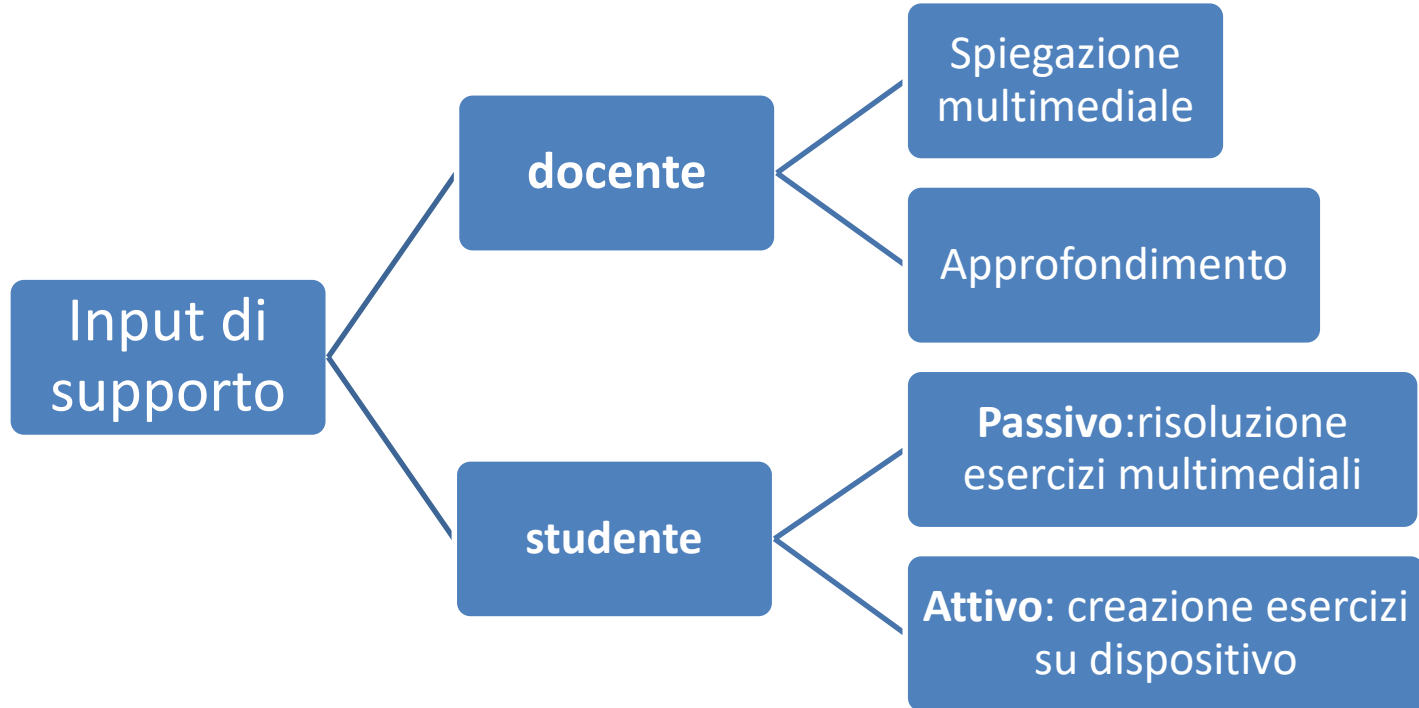 Input di
supporto
docente
Spiegazione
multimediale
Approfondimento
studente
Passivo:risoluzione
esercizi multimediali
Attivo: creazione esercizi
su dispositivo